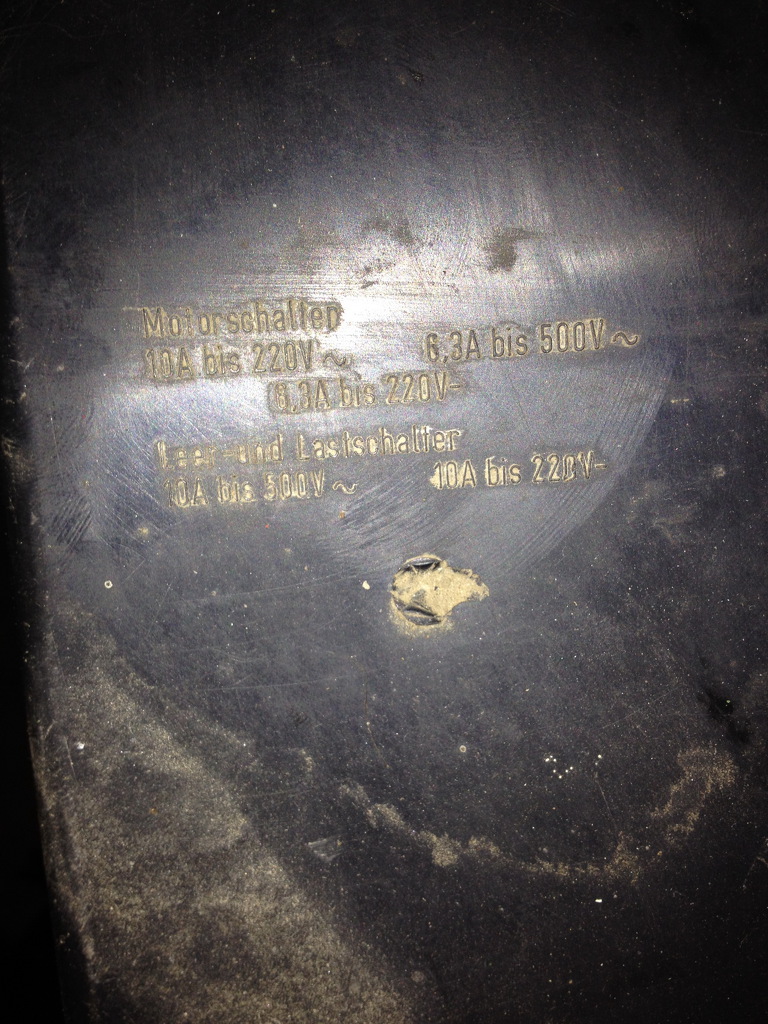 Motorschalter
10A bis 220V~ 6,3A bis 500V~
6,3A bis 220V-
Leer-und Lastschalter
10A bis 500V~ 10A bis 220V-